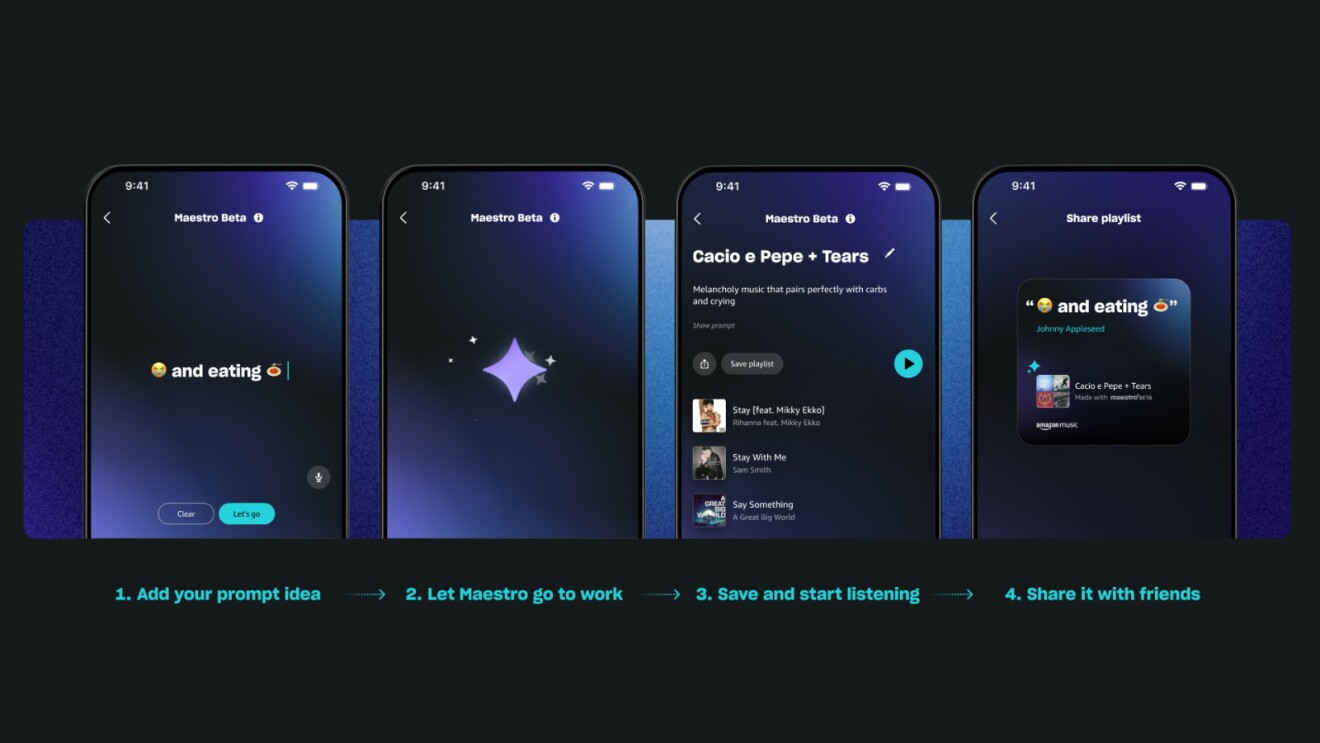 9:41
Maestro Beta
😭 and eating 🍝
Clear
Let's go
9:41
Maestro Beta
9:41
Maestro Beta
Cacio e Pepe + Tears
Melancholy music that pairs perfectly with carbs
and crying
Show prompt
Save playlist
Stay [feat. Mikky Ekko]
Rihanna feat. Mikky Ekko
Stay With Me
Sam Smith
A
GREAT
BIG
WORLD
Say Something
A Great Big World
9:41
Share playlist
“😭 and eating 🍝”
Johnny Appleseed
Cacio e Pepe + Tears
Made with maestro BETA
amazon music
1. Add your prompt idea
2. Let Maestro go to work
3. Save and start listening
4. Share it with friends